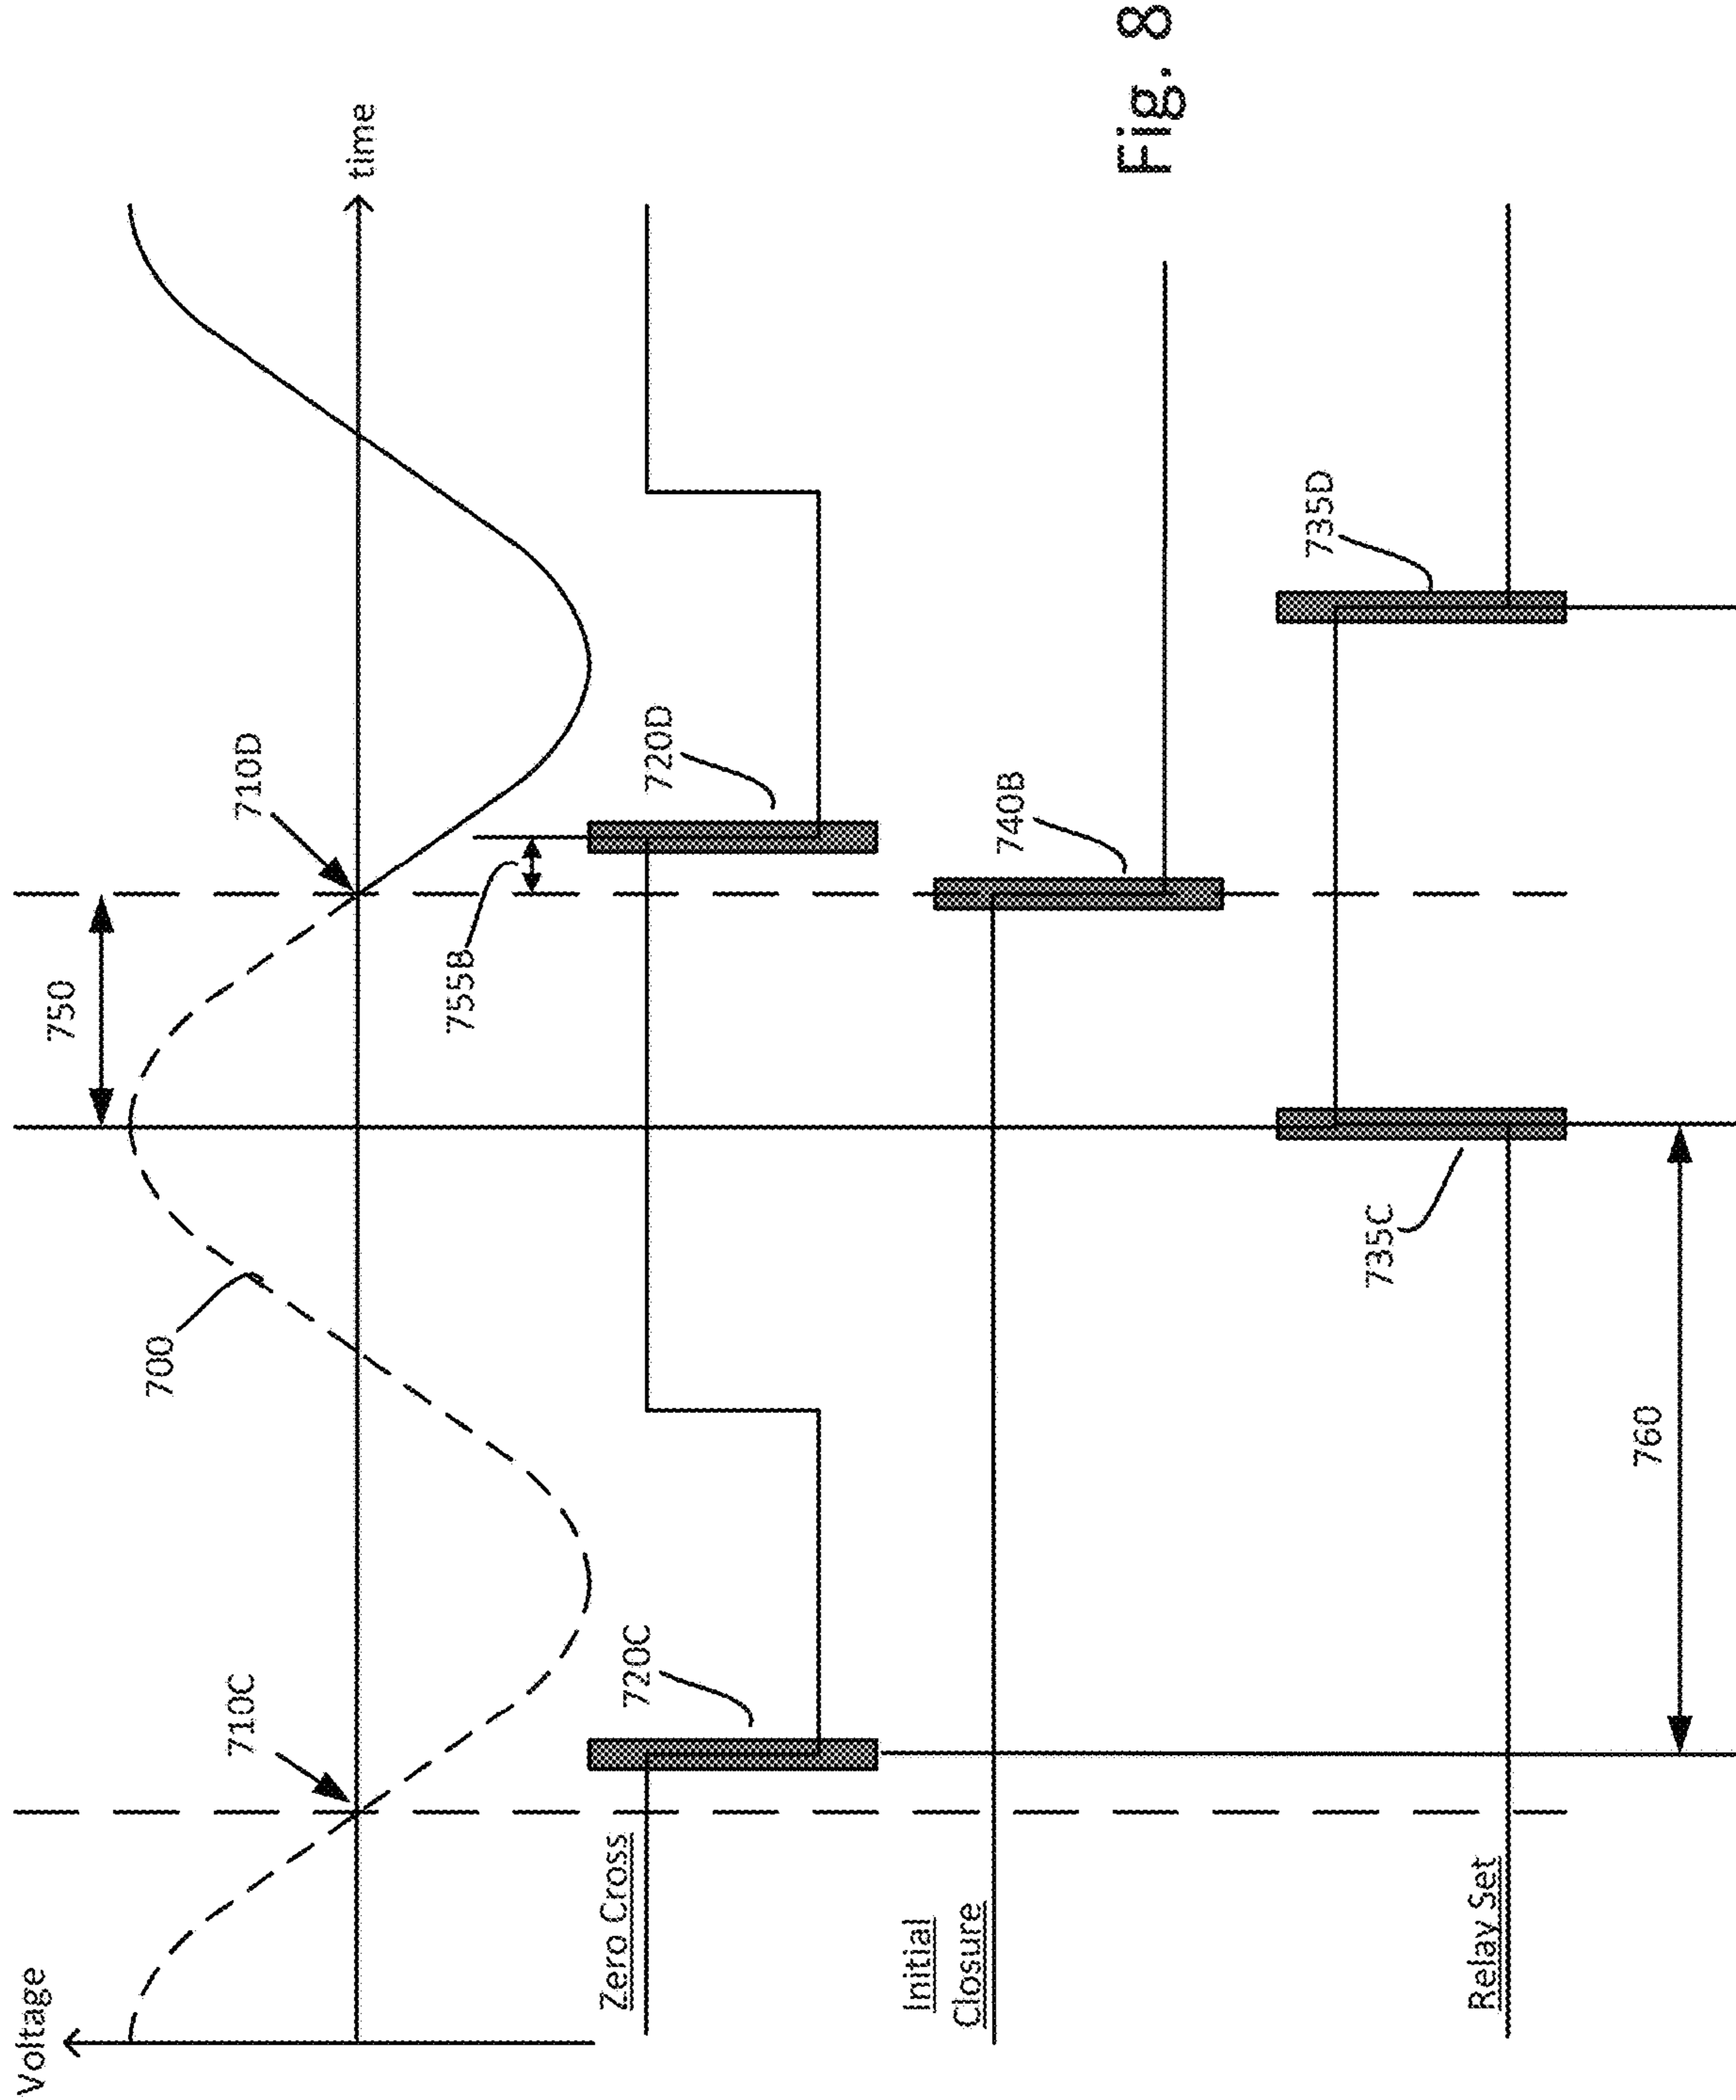 Voltage
750
700
710C
710D
time
755B
Zero Cross
720C
720D
Initial
Closure
740B
Fig. 8
Relay Set
735C
735D
760